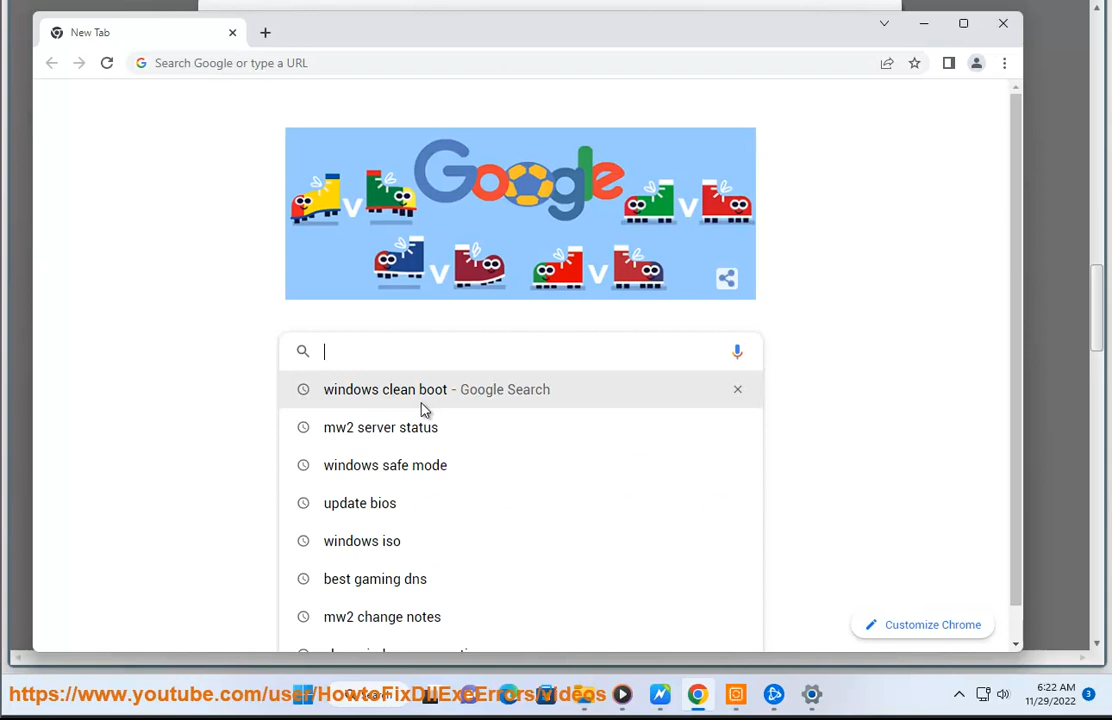 New Tab
Search Google or type a URL
Google
V V
V V
windows clean boot - Google Search
mw2 server status
windows safe mode
update bios
windows iso
best gaming dns
mw2 change notes
Customize Chrome
https://www.youtube.com/user/HowtoFixDllExeErrors/videos
6:22 AM
11/29/2022
3